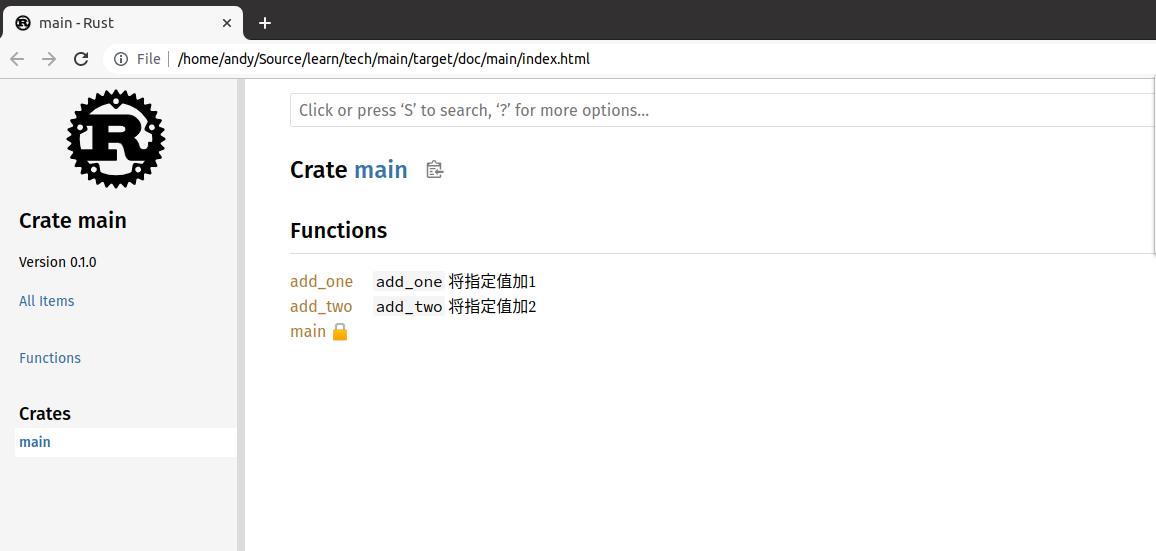 main - Rust
File | /home/andy/Source/learn/tech/main/target/doc/main/index.html
R
Crate main
Version 0.1.0
All Items
Functions
Crates
main
Click or press ‘S’ to search, ‘?’ for more options…
Crate main
Functions
add_one add_one 将指定值加1
add_two add_two 将指定值加2
main